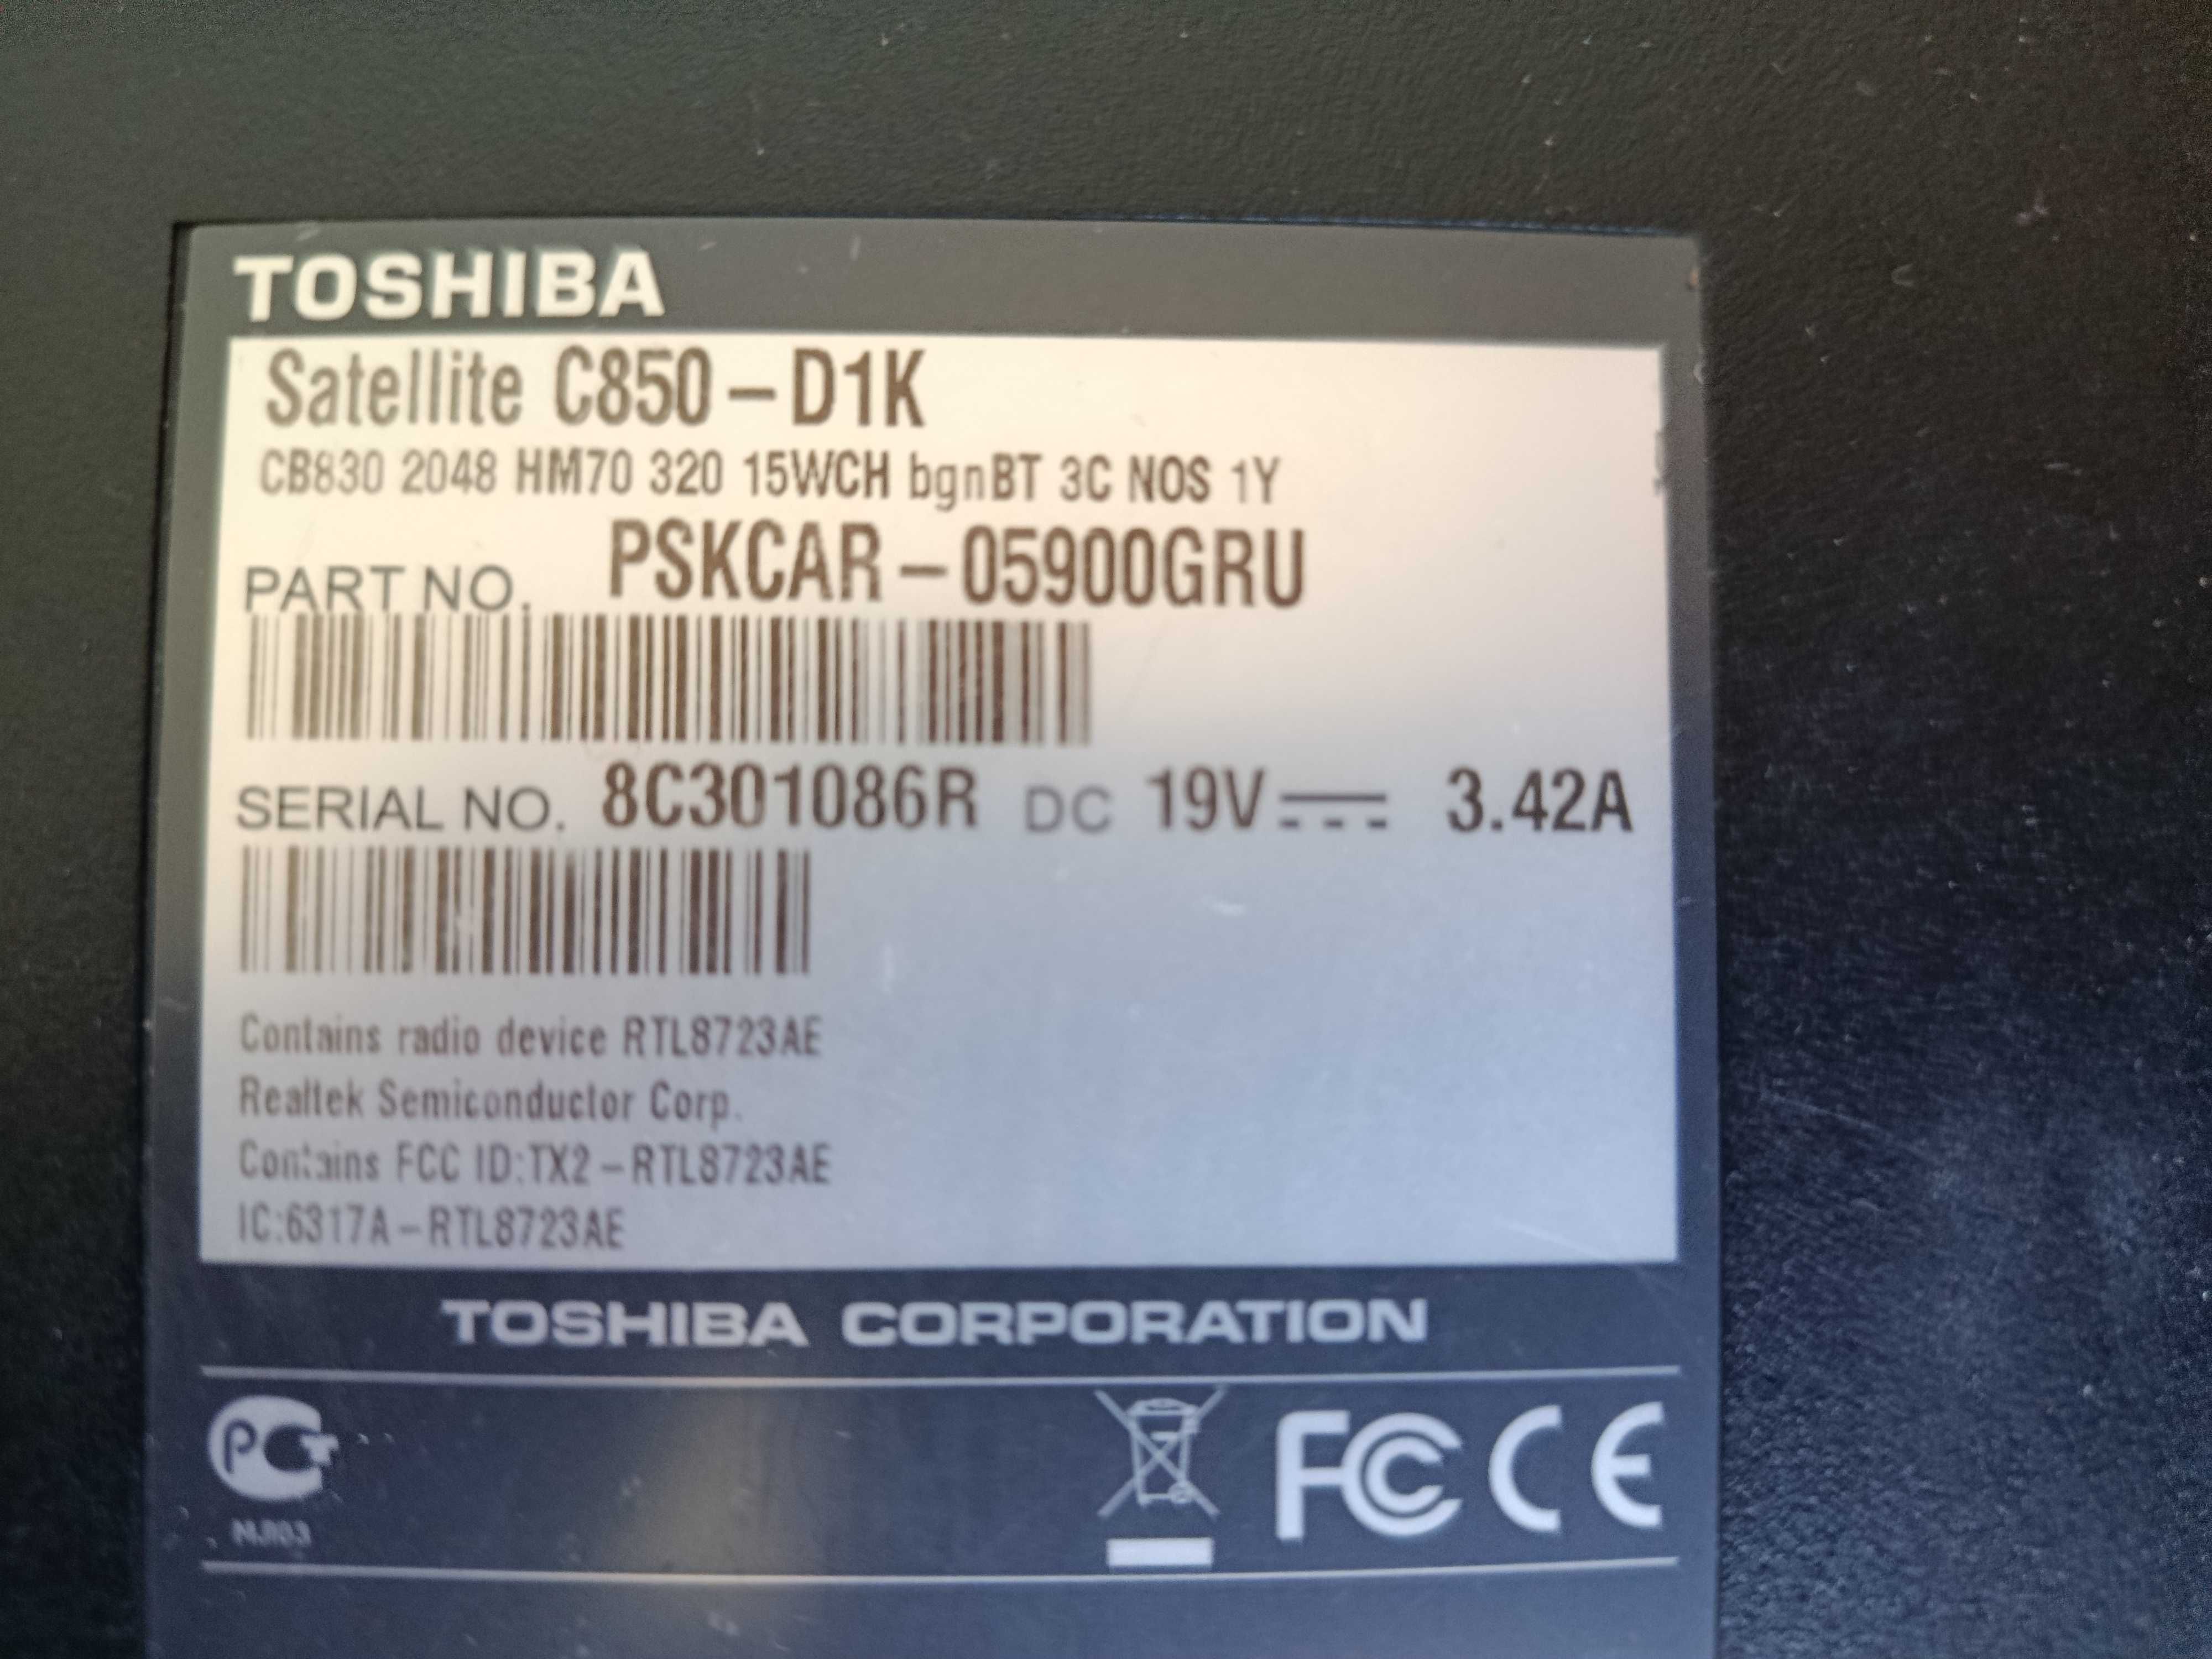 TOSHIBA
Satellite C850-D1K
CB830 2048 HM70 320 15WCH bgnBT 3C NOS 1Y
PART NO. PSKCAR-05900GRU
SERIAL NO. 8C301086R DC 19V 3.42A
Contains radio device RTL8723AE
Realtek Semiconductor Corp.
Contains FCC ID:TX2-RTL8723AE
IC:6317A-RTL8723AE
TOSHIBA CORPORATION
РСТ FC CE